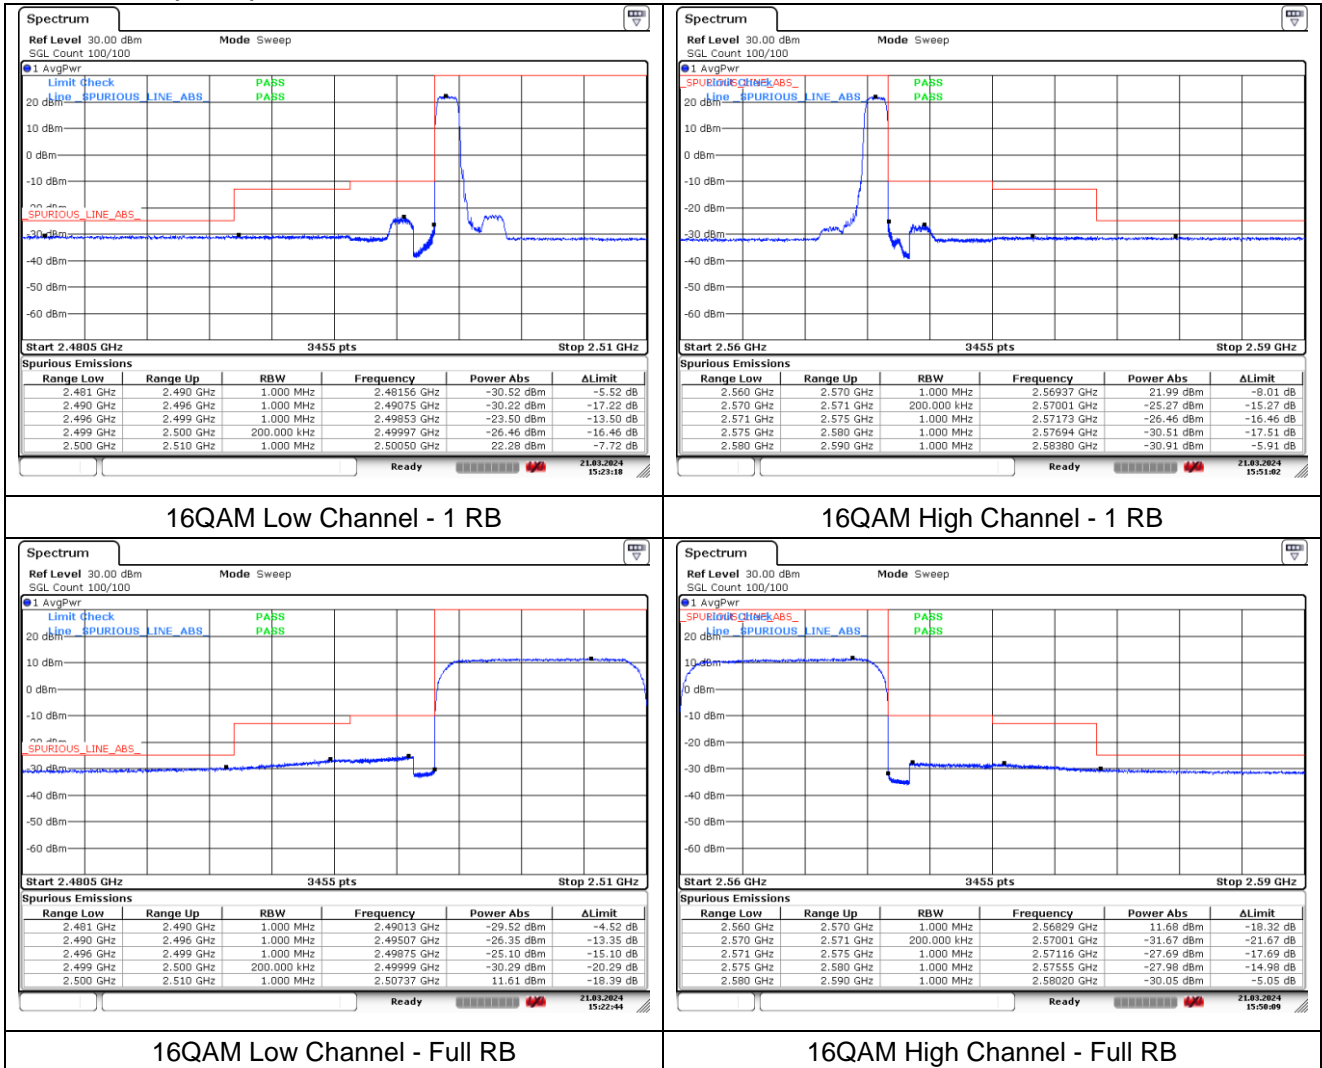 Spectrum
Ref Level 30.00 dBm Mode Sweep
SGL Count 100/100
1 AvgPwr
Limit Check PASS
Line _SPURIOUS_LINE_ABS_ PASS
20 dBm
10 dBm
0 dBm
-10 dBm
-20 dBm
_SPURIOUS_LINE_ABS_
-30 dBm
-40 dBm
-50 dBm
-60 dBm
Start 2.4805 GHz 3455 pts Stop 2.51 GHz
Spurious Emissions
Range Low Range Up RBW Frequency Power Abs ΔLimit
2.481 GHz 2.490 GHz 1.000 MHz 2.48156 GHz -30.52 dBm -5.52 dB
2.490 GHz 2.496 GHz 1.000 MHz 2.49075 GHz -30.22 dBm -17.22 dB
2.496 GHz 2.499 GHz 1.000 MHz 2.49853 GHz -23.50 dBm -13.50 dB
2.499 GHz 2.500 GHz 200.000 kHz 2.49997 GHz -26.46 dBm -16.46 dB
2.500 GHz 2.510 GHz 1.000 MHz 2.50050 GHz 22.28 dBm -7.72 dB
Ready 21.03.2024
15:23:18
Spectrum
Ref Level 30.00 dBm Mode Sweep
SGL Count 100/100
1 AvgPwr
_SPURIOUS_LINE_ABS_
Limit Check PASS
Line _SPURIOUS_LINE_ABS_ PASS
20 dBm
10 dBm
0 dBm
-10 dBm
-20 dBm
-30 dBm
-40 dBm
-50 dBm
-60 dBm
Start 2.56 GHz 3455 pts Stop 2.59 GHz
Spurious Emissions
Range Low Range Up RBW Frequency Power Abs ΔLimit
2.560 GHz 2.570 GHz 1.000 MHz 2.56937 GHz 21.99 dBm -8.01 dB
2.570 GHz 2.571 GHz 200.000 kHz 2.57001 GHz -25.27 dBm -15.27 dB
2.571 GHz 2.575 GHz 1.000 MHz 2.57173 GHz -26.46 dBm -16.46 dB
2.575 GHz 2.580 GHz 1.000 MHz 2.57694 GHz -30.51 dBm -17.51 dB
2.580 GHz 2.590 GHz 1.000 MHz 2.58380 GHz -30.91 dBm -5.91 dB
Ready 21.03.2024
15:51:02
16QAM Low Channel - 1 RB
16QAM High Channel - 1 RB
Spectrum
Ref Level 30.00 dBm Mode Sweep
SGL Count 100/100
1 AvgPwr
Limit Check PASS
Line _SPURIOUS_LINE_ABS_ PASS
20 dBm
10 dBm
0 dBm
-10 dBm
-20 dBm
_SPURIOUS_LINE_ABS_
-30 dBm
-40 dBm
-50 dBm
-60 dBm
Start 2.4805 GHz 3455 pts Stop 2.51 GHz
Spurious Emissions
Range Low Range Up RBW Frequency Power Abs ΔLimit
2.481 GHz 2.490 GHz 1.000 MHz 2.49013 GHz -29.52 dBm -4.52 dB
2.490 GHz 2.496 GHz 1.000 MHz 2.49507 GHz -26.35 dBm -13.35 dB
2.496 GHz 2.499 GHz 1.000 MHz 2.49875 GHz -25.10 dBm -15.10 dB
2.499 GHz 2.500 GHz 200.000 kHz 2.49999 GHz -30.29 dBm -20.29 dB
2.500 GHz 2.510 GHz 1.000 MHz 2.50737 GHz 11.61 dBm -18.39 dB
Ready 21.03.2024
15:22:44
Spectrum
Ref Level 30.00 dBm Mode Sweep
SGL Count 100/100
1 AvgPwr
_SPURIOUS_LINE_ABS_
Limit Check PASS
Line _SPURIOUS_LINE_ABS_ PASS
20 dBm
10 dBm
0 dBm
-10 dBm
-20 dBm
-30 dBm
-40 dBm
-50 dBm
-60 dBm
Start 2.56 GHz 3455 pts Stop 2.59 GHz
Spurious Emissions
Range Low Range Up RBW Frequency Power Abs ΔLimit
2.560 GHz 2.570 GHz 1.000 MHz 2.56829 GHz 11.68 dBm -18.32 dB
2.570 GHz 2.571 GHz 200.000 kHz 2.57001 GHz -31.67 dBm -21.67 dB
2.571 GHz 2.575 GHz 1.000 MHz 2.57116 GHz -27.69 dBm -17.69 dB
2.575 GHz 2.580 GHz 1.000 MHz 2.57555 GHz -27.98 dBm -14.98 dB
2.580 GHz 2.590 GHz 1.000 MHz 2.58020 GHz -30.05 dBm -5.05 dB
Ready 21.03.2024
15:50:09
16QAM Low Channel - Full RB
16QAM High Channel - Full RB